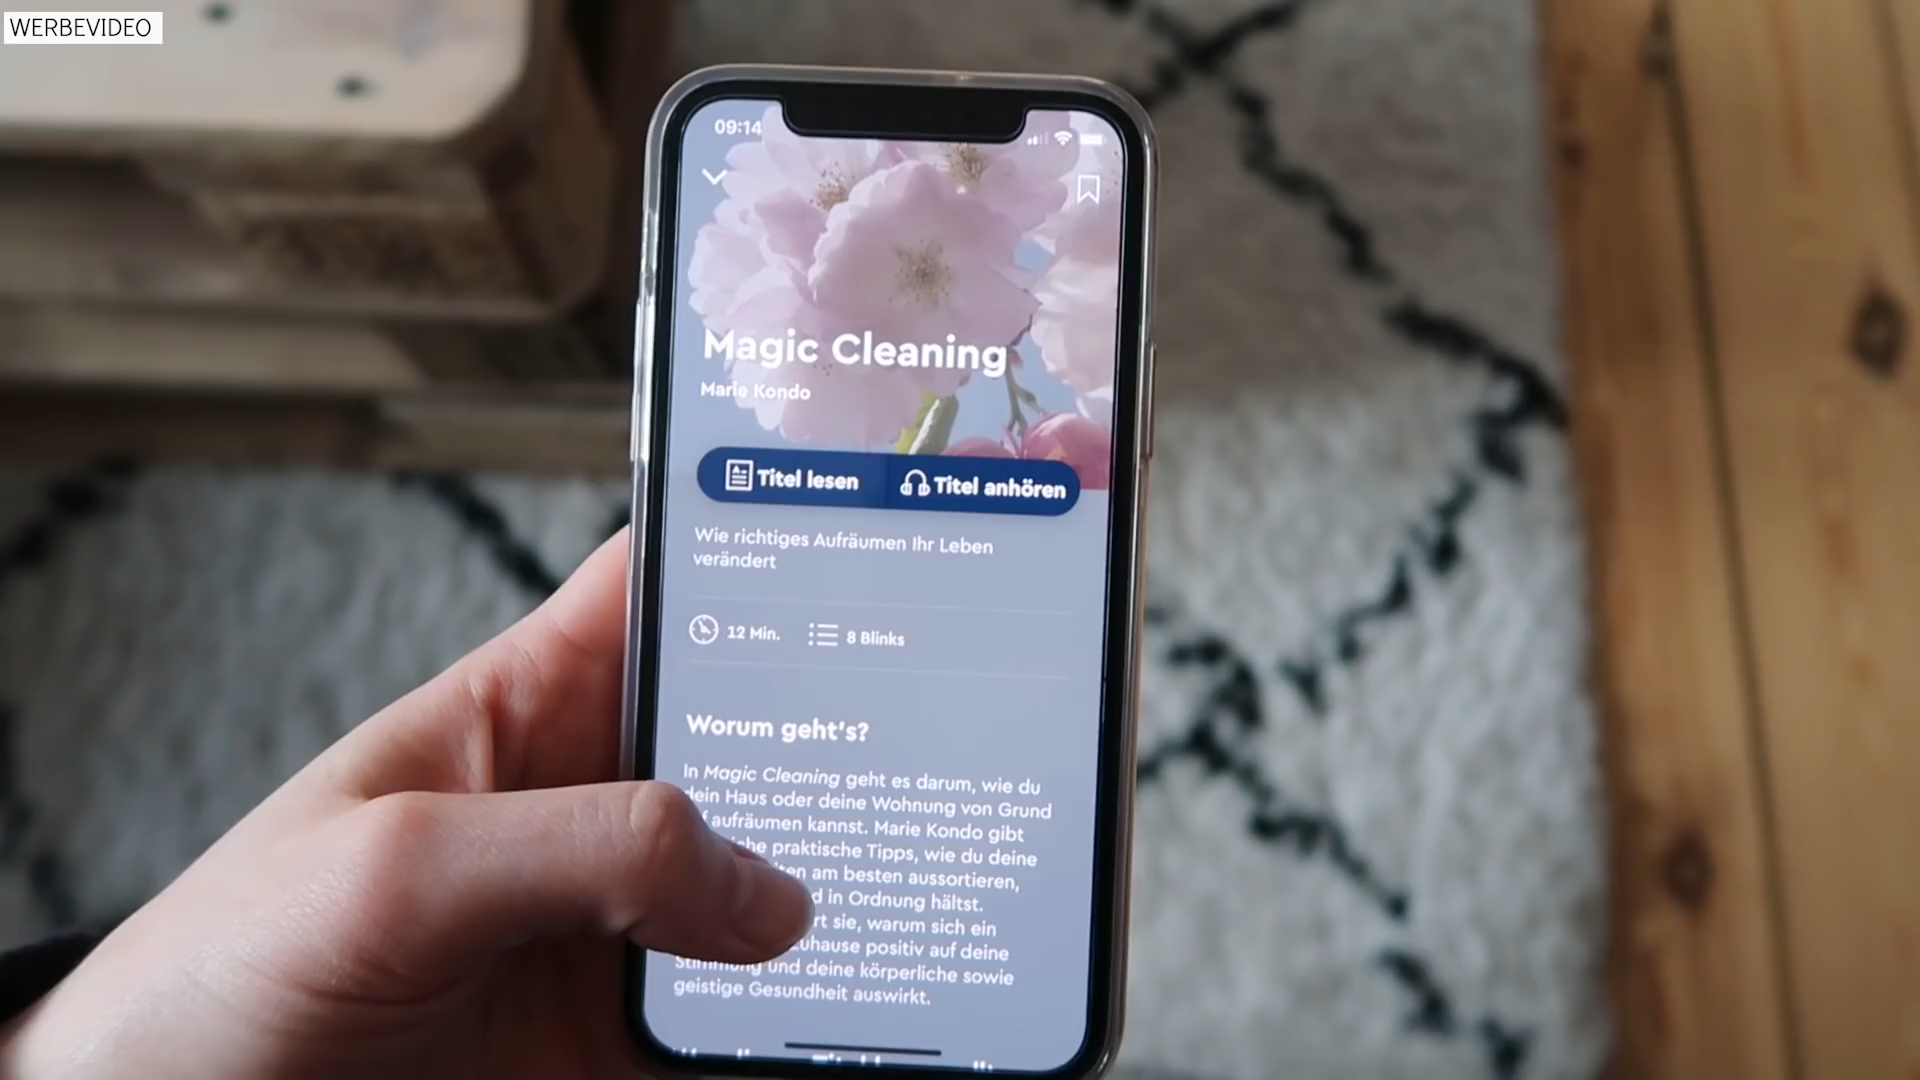 WERBEVIDEO
09:14
Magic Cleaning
Marie Kondo
Titel lesen
Titel anhören
Wie richtiges Aufräumen Ihr Leben
verändert
12 Min.
8 Blinks
Worum geht's?
In Magic Cleaning geht es darum, wie du
dein Haus oder deine Wohnung von Grund
aufräumen kannst. Marie Kondo gibt
praktische Tipps, wie du deine
am besten aussortieren,
in Ordnung hältst.
sie, warum sich ein
positiv auf deine
Stimmung und deine körperliche sowie
geistige Gesundheit auswirkt.